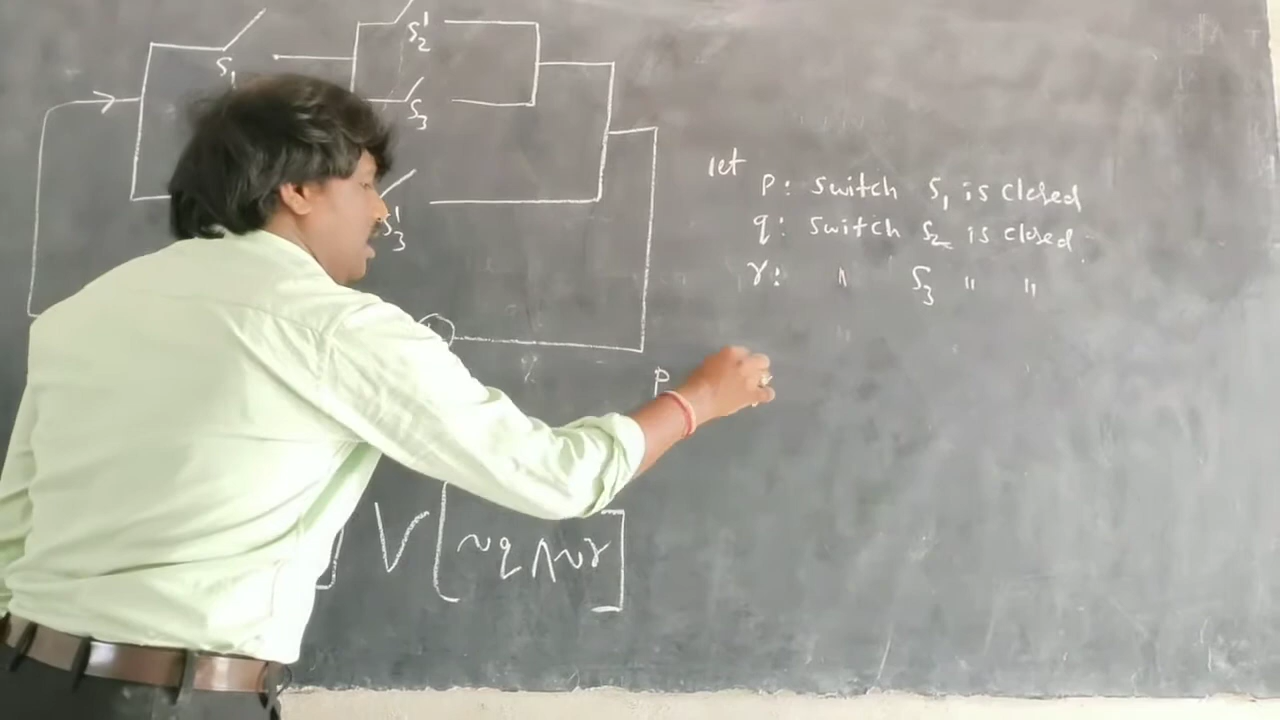 S₂'
S₁
S₃
S₃'
let
p: switch S₁ is closed
q: switch S₂ is closed.
r: " S₃ " "
P
V [~q ∧ ~r]